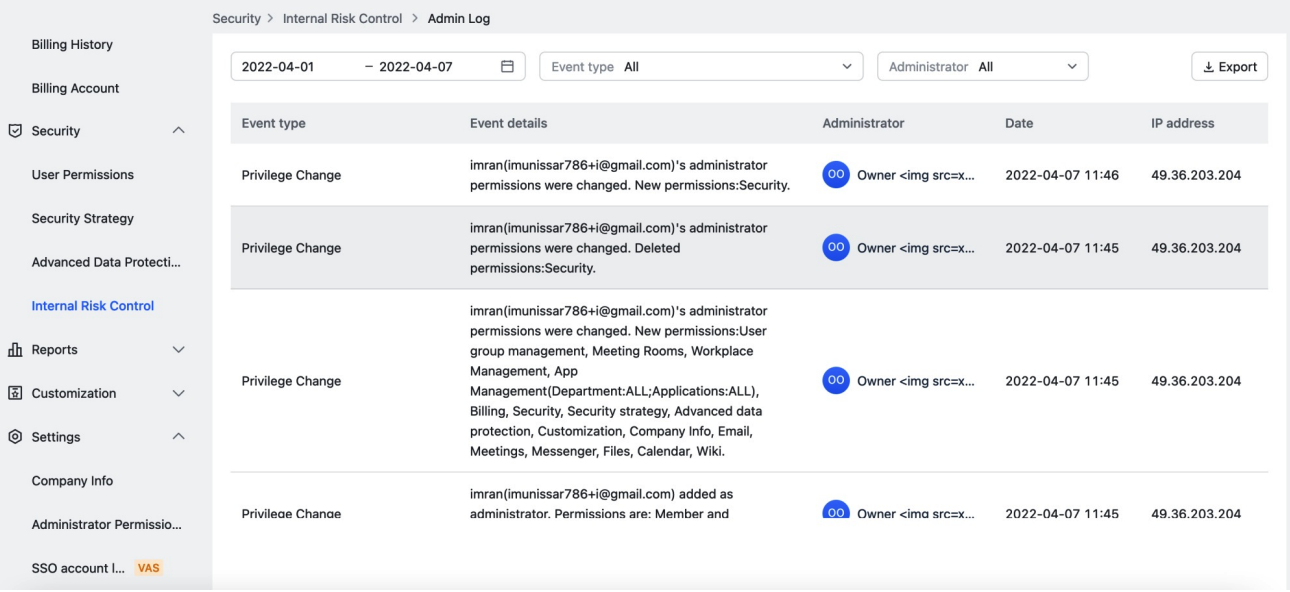 Security > Internal Risk Control > Admin Log
Billing History
Billing Account
Security
User Permissions
Security Strategy
Advanced Data Protecti...
Internal Risk Control
Reports
Customization
Settings
Company Info
Administrator Permissio...
SSO account I... VAS
2022-04-01 – 2022-04-07
Event type All
Administrator All
Export
Event type Event details Administrator Date IP address
imran(imunissar786+i@gmail.com)'s administrator
permissions were changed. New permissions:Security.
Privilege Change
OO Owner <img src=x... 2022-04-07 11:46 49.36.203.204
imran(imunissar786+i@gmail.com)'s administrator
permissions were changed. Deleted
permissions:Security.
Privilege Change
OO Owner <img src=x... 2022-04-07 11:45 49.36.203.204
imran(imunissar786+i@gmail.com)'s administrator
permissions were changed. New permissions:User
group management, Meeting Rooms, Workplace
Management, App
Management(Department:ALL;Applications:ALL),
Billing, Security, Security strategy, Advanced data
protection, Customization, Company Info, Email,
Meetings, Messenger, Files, Calendar, Wiki.
Privilege Change
OO Owner <img src=x... 2022-04-07 11:45 49.36.203.204
imran(imunissar786+i@gmail.com) added as
administrator. Permissions are: Member and
Privilege Change
OO Owner <img src=x... 2022-04-07 11:45 49.36.203.204